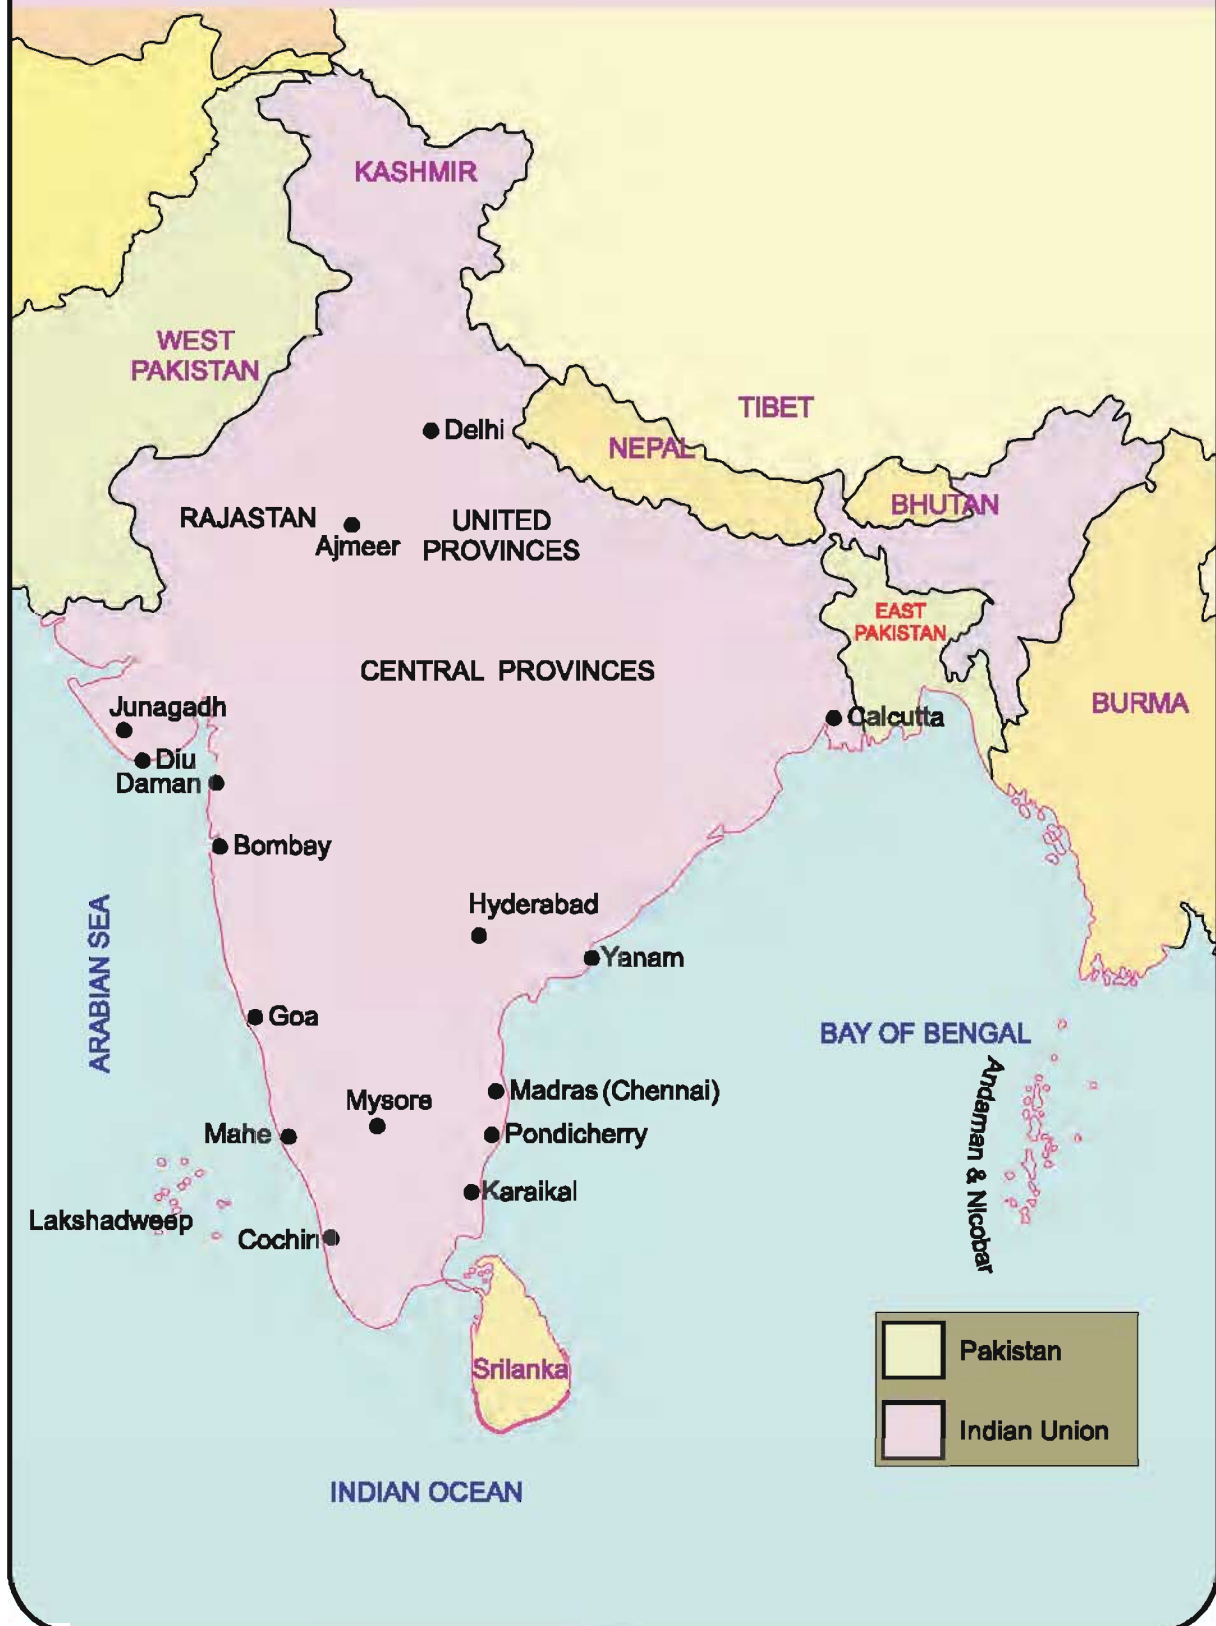 KASHMIR
WEST
PAKISTAN
TIBET
Delhi
NEPAL
BHUTAN
RAJASTAN
Ajmeer
UNITED
PROVINCES
EAST
PAKISTAN
CENTRAL PROVINCES
BURMA
Junagadh
Calcutta
Diu
Daman
Bombay
Hyderabad
Yanam
ARABIAN SEA
Goa
BAY OF BENGAL
Madras (Chennai)
Mysore
Mahe
Pondicherry
Andaman & Nicobar
Karaikal
Lakshadweep
Cochin
Srilanka
Pakistan
Indian Union
INDIAN OCEAN